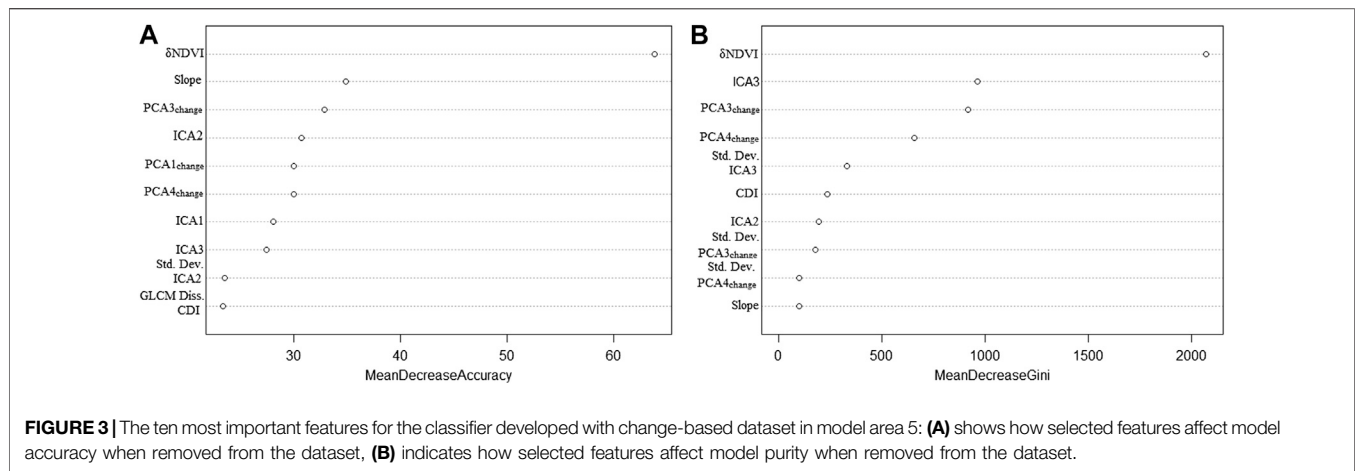 A
δNDVI
Slope
PCA3change
ICA2
PCA1change
PCA4change
ICA1
ICA3
Std. Dev.
ICA2
GLCM Diss.
CDI
30 40 50 60
MeanDecreaseAccuracy
B
δNDVI
ICA3
PCA3change
PCA4change
Std. Dev.
ICA3
CDI
ICA2
Std. Dev.
PCA3change
Std. Dev.
PCA4change
Slope
0 500 1000 1500 2000
MeanDecreaseGini
FIGURE 3 | The ten most important features for the classifier developed with change-based dataset in model area 5: (A) shows how selected features affect model
accuracy when removed from the dataset, (B) indicates how selected features affect model purity when removed from the dataset.